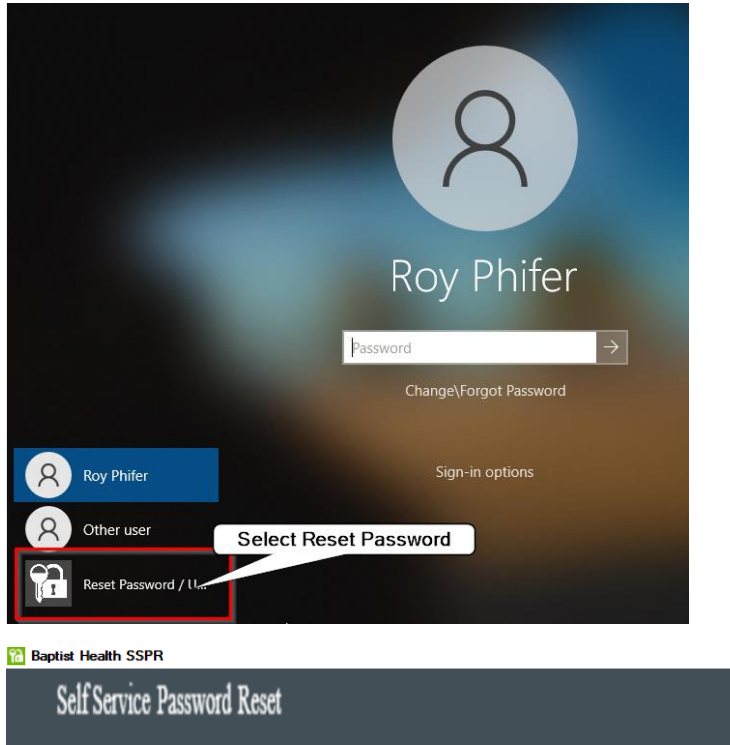 Roy Phifer
Password
Change\Forgot Password
Sign-in options
Roy Phifer
Other user
Select Reset Password
Reset Password / U...
Baptist Health SSPR
Self Service Password Reset